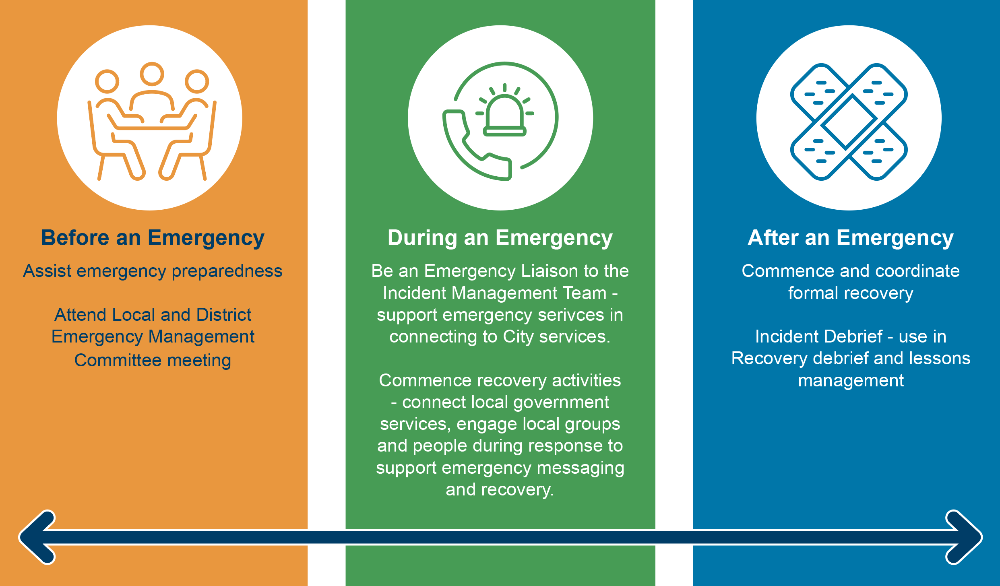 Before an Emergency
Assist emergency preparedness
Attend Local and District
Emergency Management
Committee meeting
During an Emergency
Be an Emergency Liaison to the
Incident Management Team -
support emergency serivces in
connecting to City services.
Commence recovery activities
- connect local government
services, engage local groups
and people during response to
support emergency messaging
and recovery.
After an Emergency
Commence and coordinate
formal recovery
Incident Debrief - use in
Recovery debrief and lessons
management